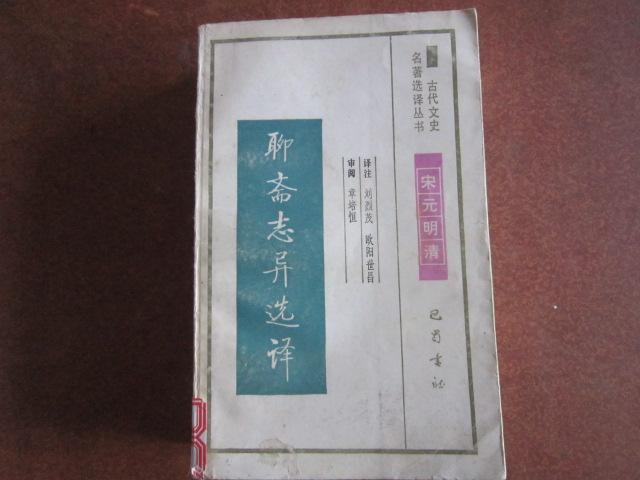 古代文史
名著选译丛书
宋元明清
巴蜀书社
译注 刘烈茂 欧阳世昌
审阅 章培恒
聊斋志异选译